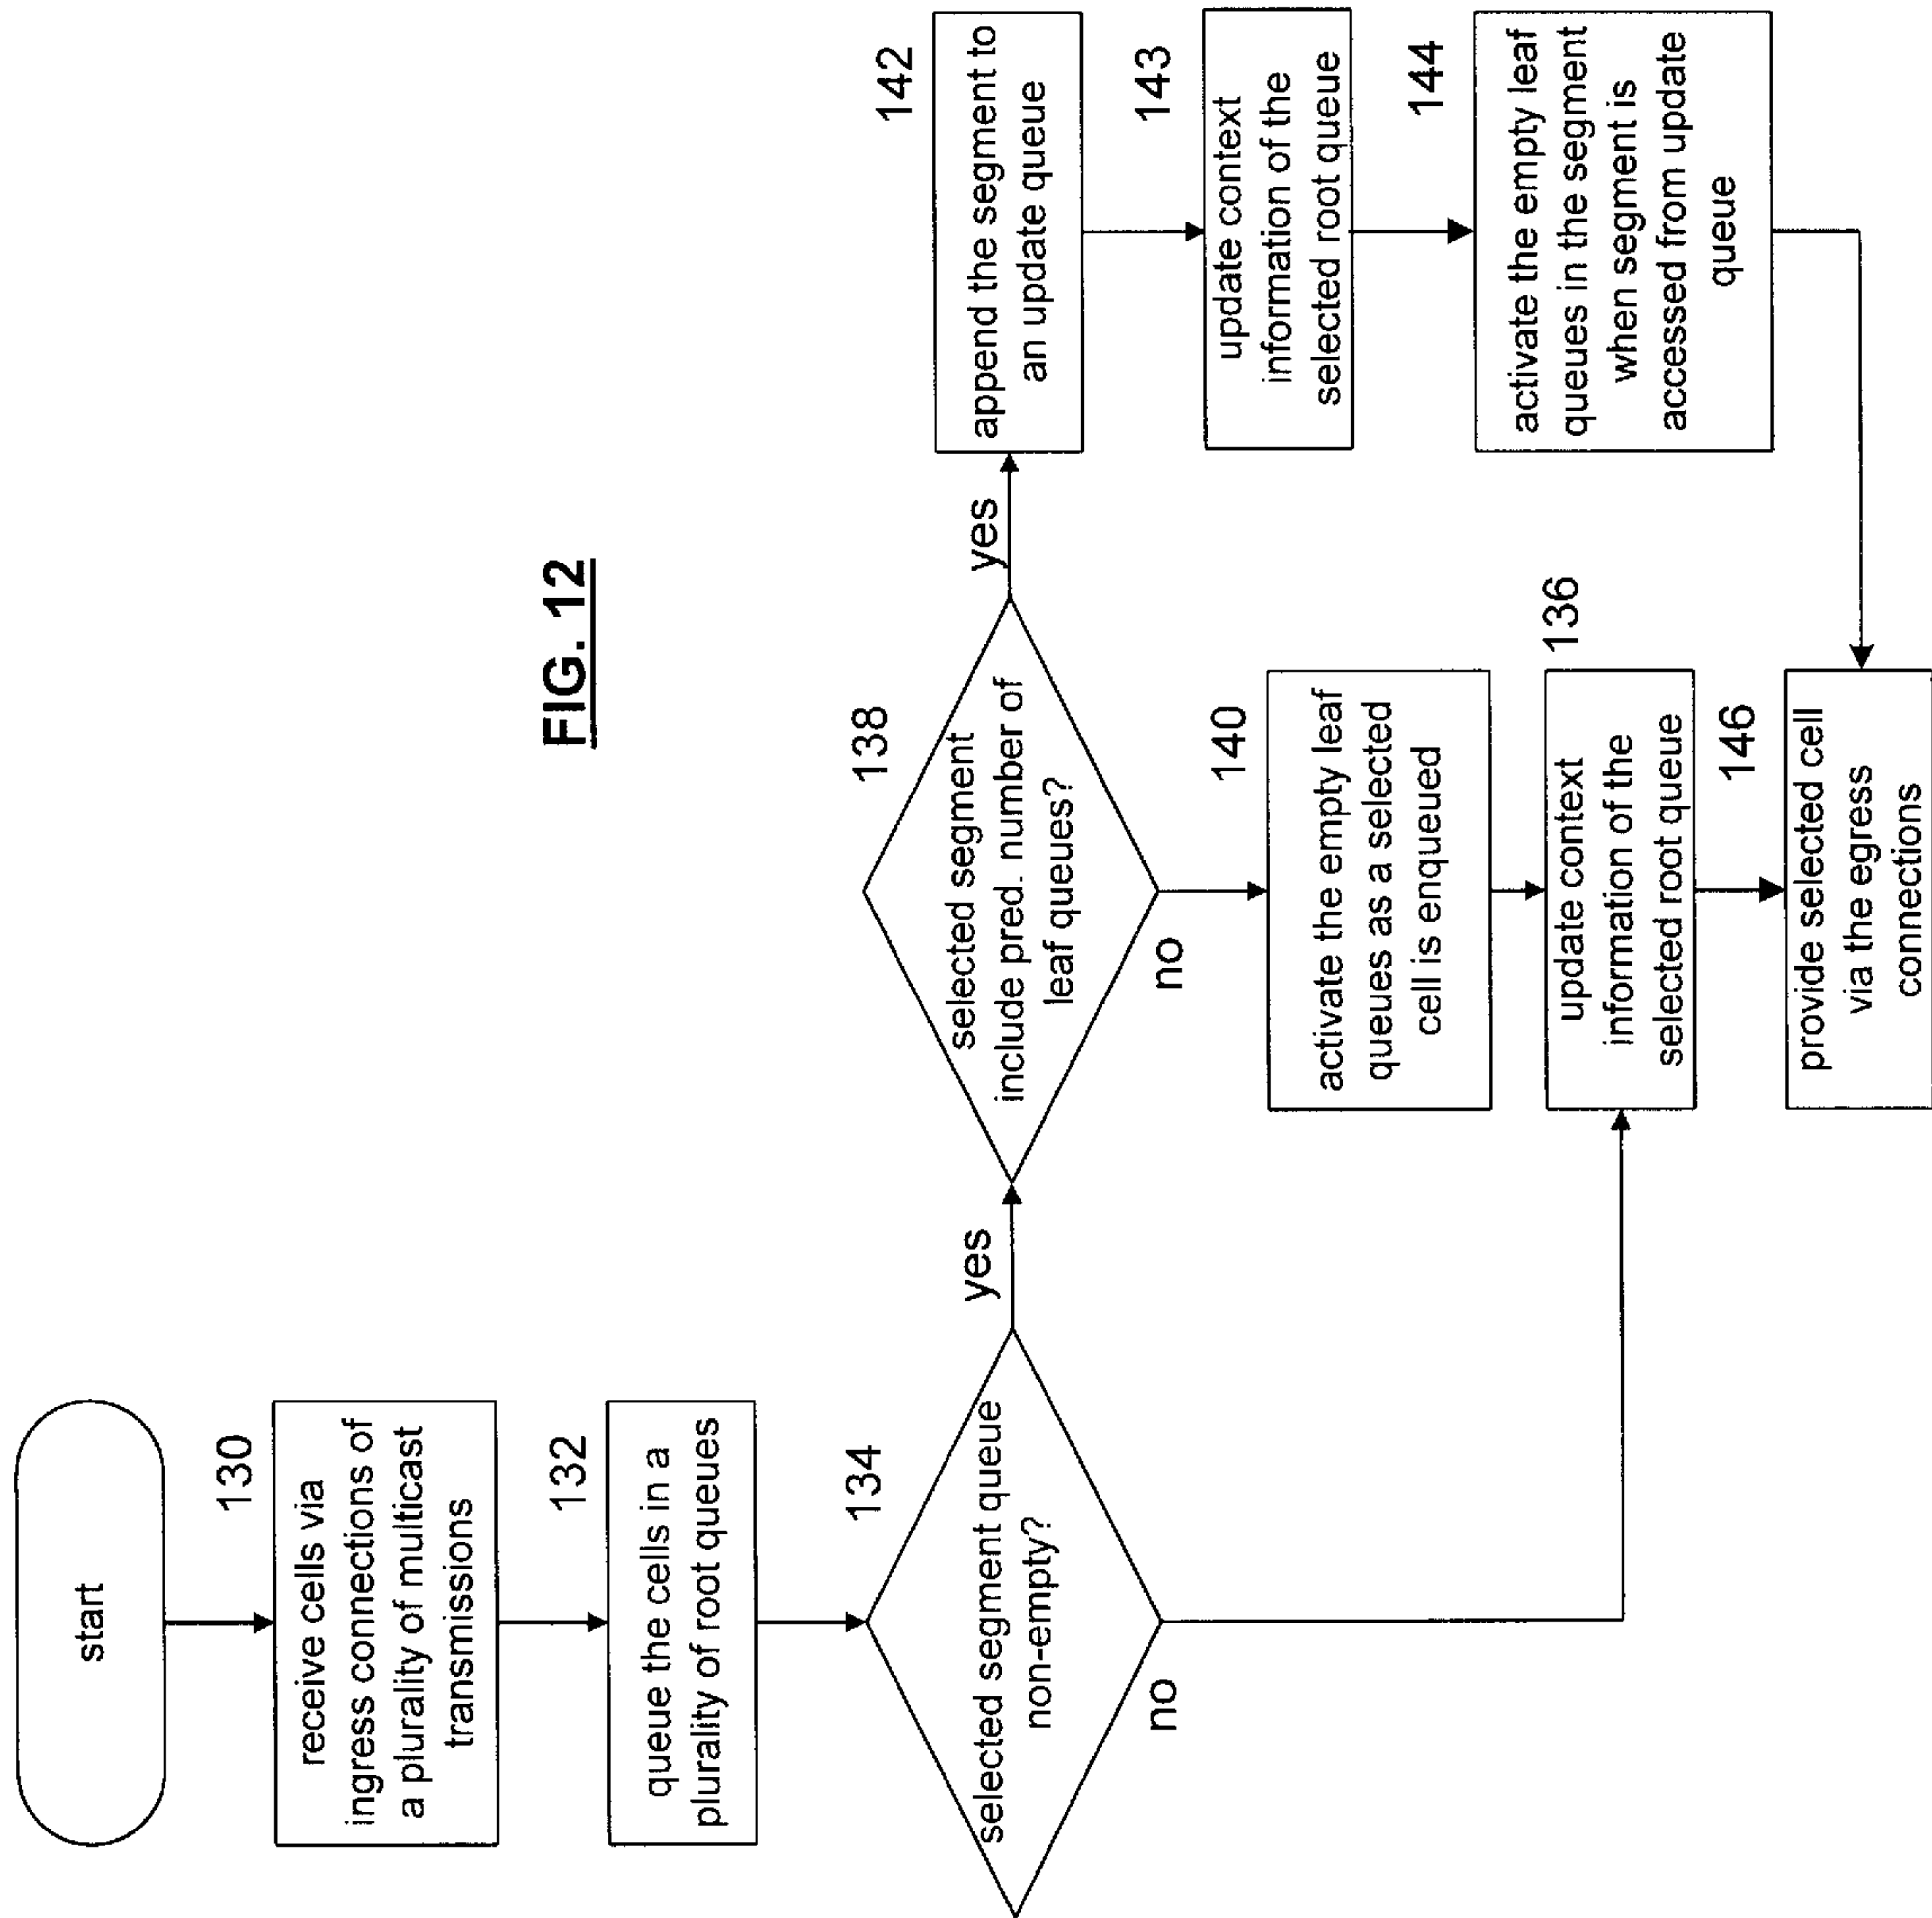 start
130
receive cells via
ingress connections of
a plurality of multicast
transmissions
132
queue the cells in a
plurality of root queues
134
selected segment queue
non-empty?
yes
no
138
selected segment
include pred. number of
leaf queues?
yes
no
140
activate the empty leaf
queues as a selected
cell is enqueued
136
update context
information of the
selected root queue
146
provide selected cell
via the egress
connections
142
append the segment to
an update queue
143
update context
information of the
selected root queue
144
activate the empty leaf
queues in the segment
when segment is
accessed from update
queue
FIG. 12